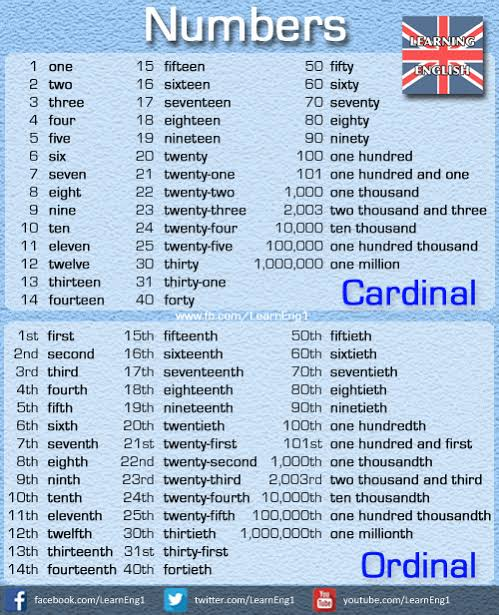 Numbers
LEARNING
ENGLISH
1 one 15 fifteen 50 fifty
2 two 16 sixteen 60 sixty
3 three 17 seventeen 70 seventy
4 four 18 eighteen 80 eighty
5 five 19 nineteen 90 ninety
6 six 20 twenty 100 one hundred
7 seven 21 twenty-one 101 one hundred and one
8 eight 22 twenty-two 1,000 one thousand
9 nine 23 twenty-three 2,003 two thousand and three
10 ten 24 twenty-four 10,000 ten thousand
11 eleven 25 twenty-five 100,000 one hundred thousand
12 twelve 30 thirty 1,000,000 one million
13 thirteen 31 thirty-one
14 fourteen 40 forty
Cardinal
www.fb.com/LearnEng1
1st first 15th fifteenth 50th fiftieth
2nd second 16th sixteenth 60th sixtieth
3rd third 17th seventeenth 70th seventieth
4th fourth 18th eighteenth 80th eightieth
5th fifth 19th nineteenth 90th ninetieth
6th sixth 20th twentieth 100th one hundredth
7th seventh 21st twenty-first 101st one hundred and first
8th eighth 22nd twenty-second 1,000th one thousandth
9th ninth 23rd twenty-third 2,003rd two thousand and third
10th tenth 24th twenty-fourth 10,000th ten thousandth
11th eleventh 25th twenty-fifth 100,000th one hundred thousandth
12th twelfth 30th thirtieth 1,000,000th one millionth
13th thirteenth 31st thirty-first
14th fourteenth 40th fortieth
Ordinal
facebook.com/LearnEng1 twitter.com/LearnEng1 You Tube youtube.com/LearnEng1